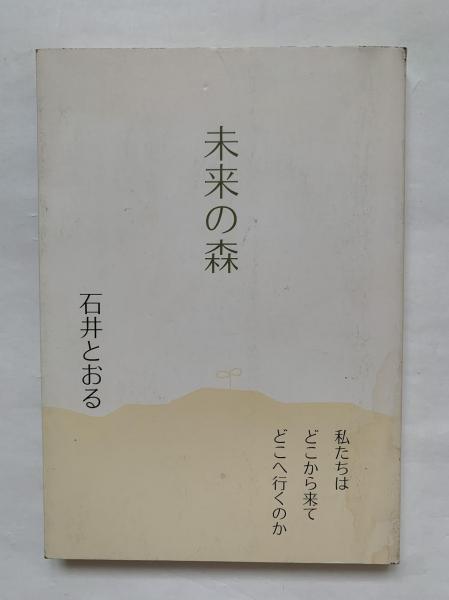 未来の森
石井とおる
私たちは
どこから来て
どこへ行くのか